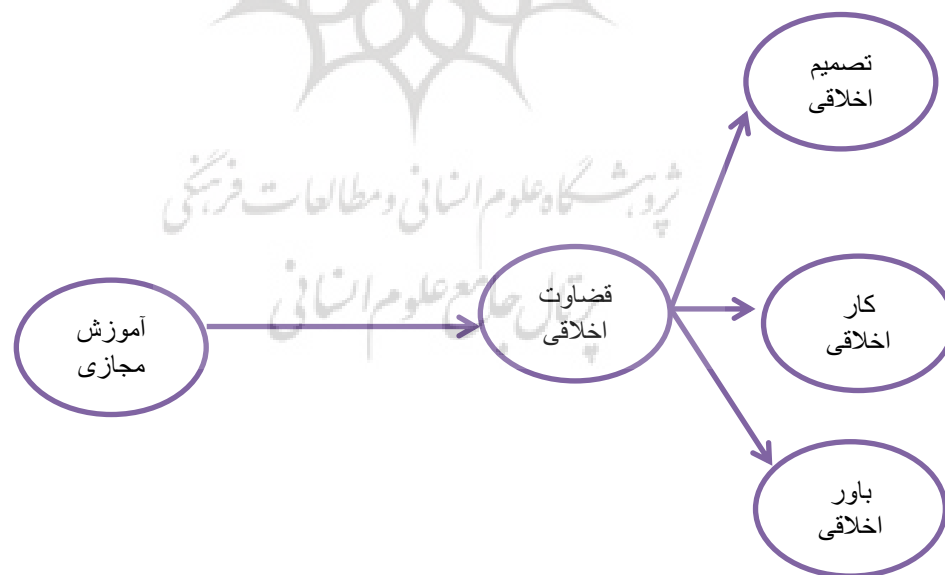 تصمیم
اخلاقی
پژوهشگاه علوم انسانی و مطالعات فرهنگی
پرتال جامع علوم انسانی
قضاوت
اخلاقی
کار
اخلاقی
آموزش
مجازی
باور
اخلاقی